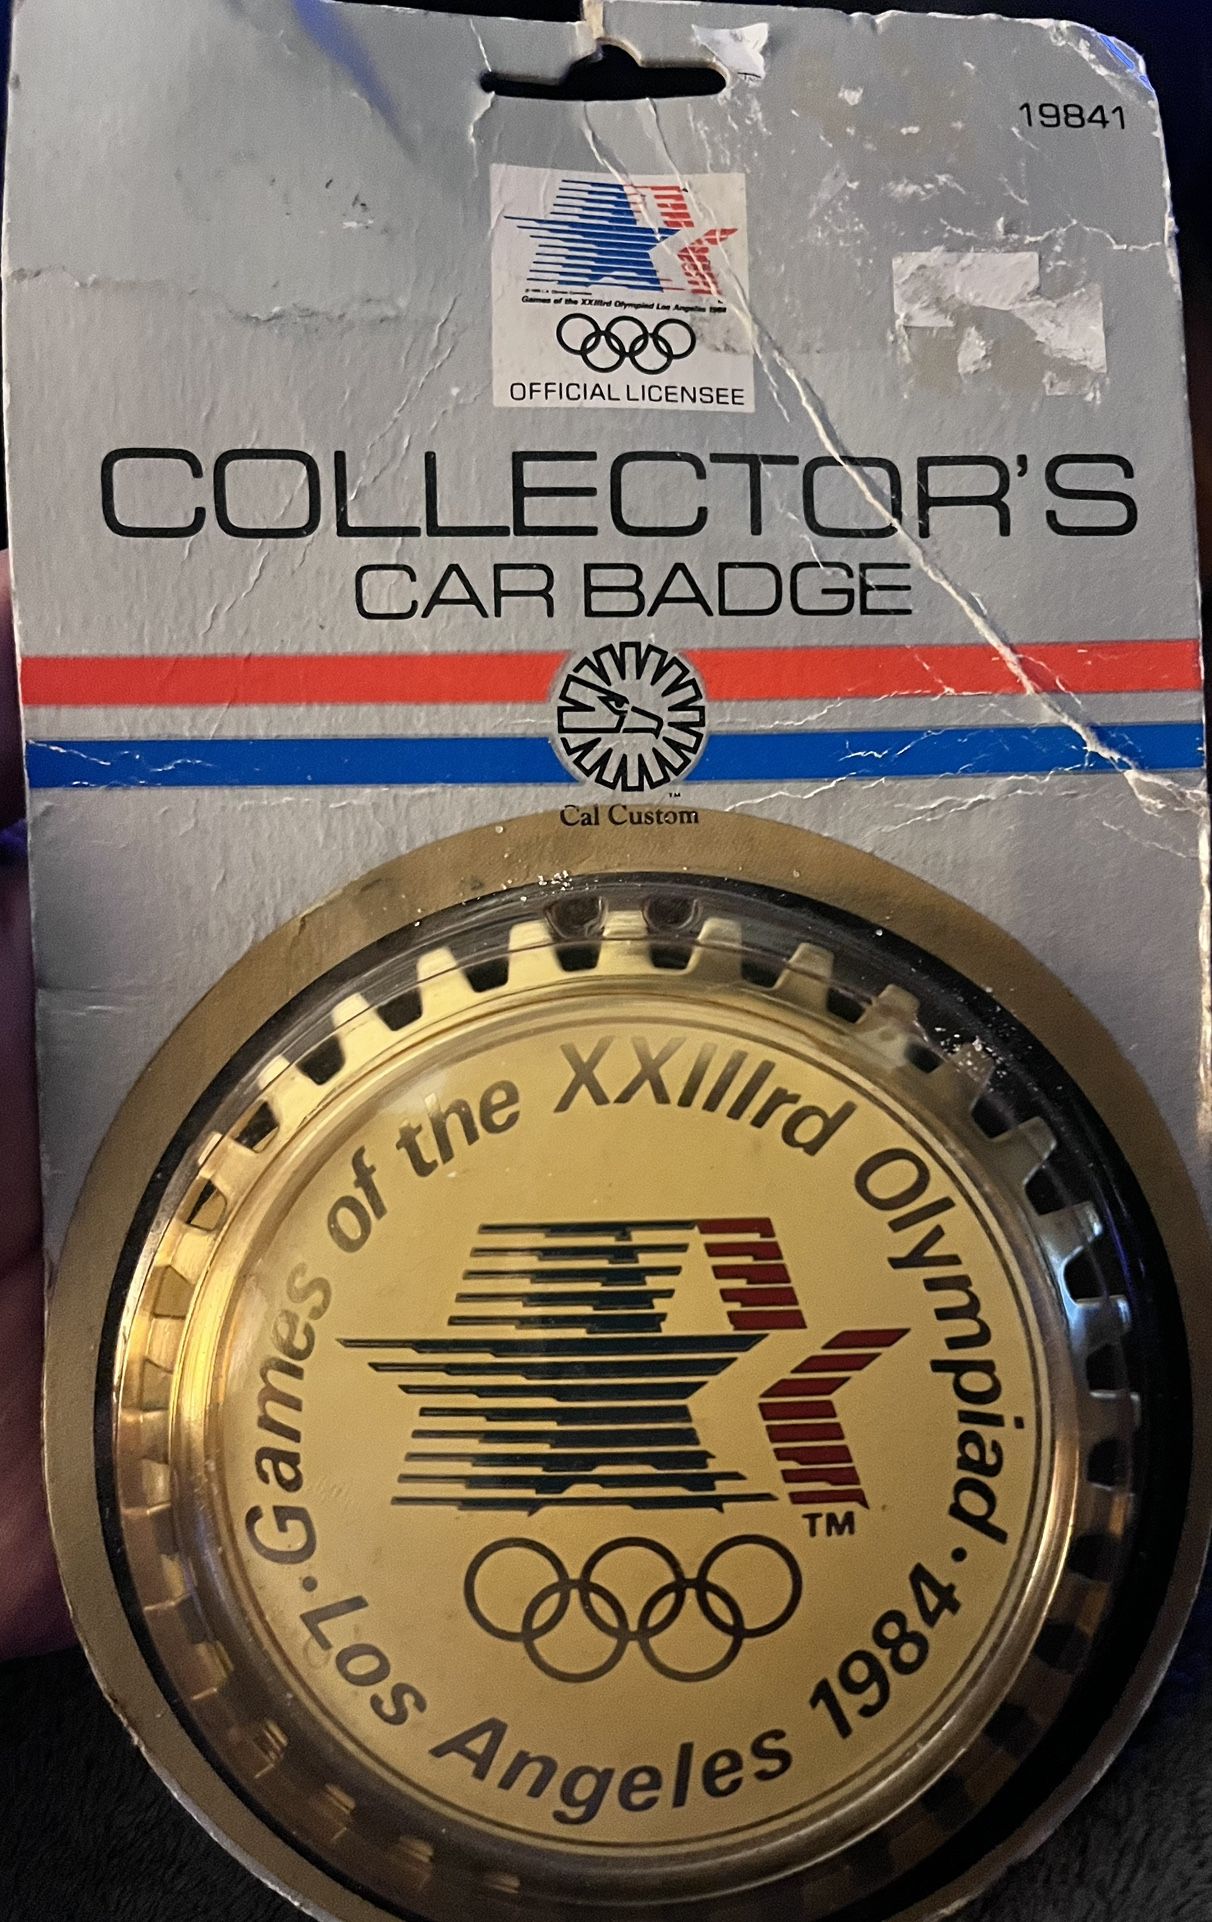 19841
Games of the XXIIIrd Olympiad Los Angeles 1984
OFFICIAL LICENSEE
COLLECTOR'S
CAR BADGE
TM
Cal Custom
Games of the XXIIIrd Olympiad · Los Angeles 1984 ·
TM